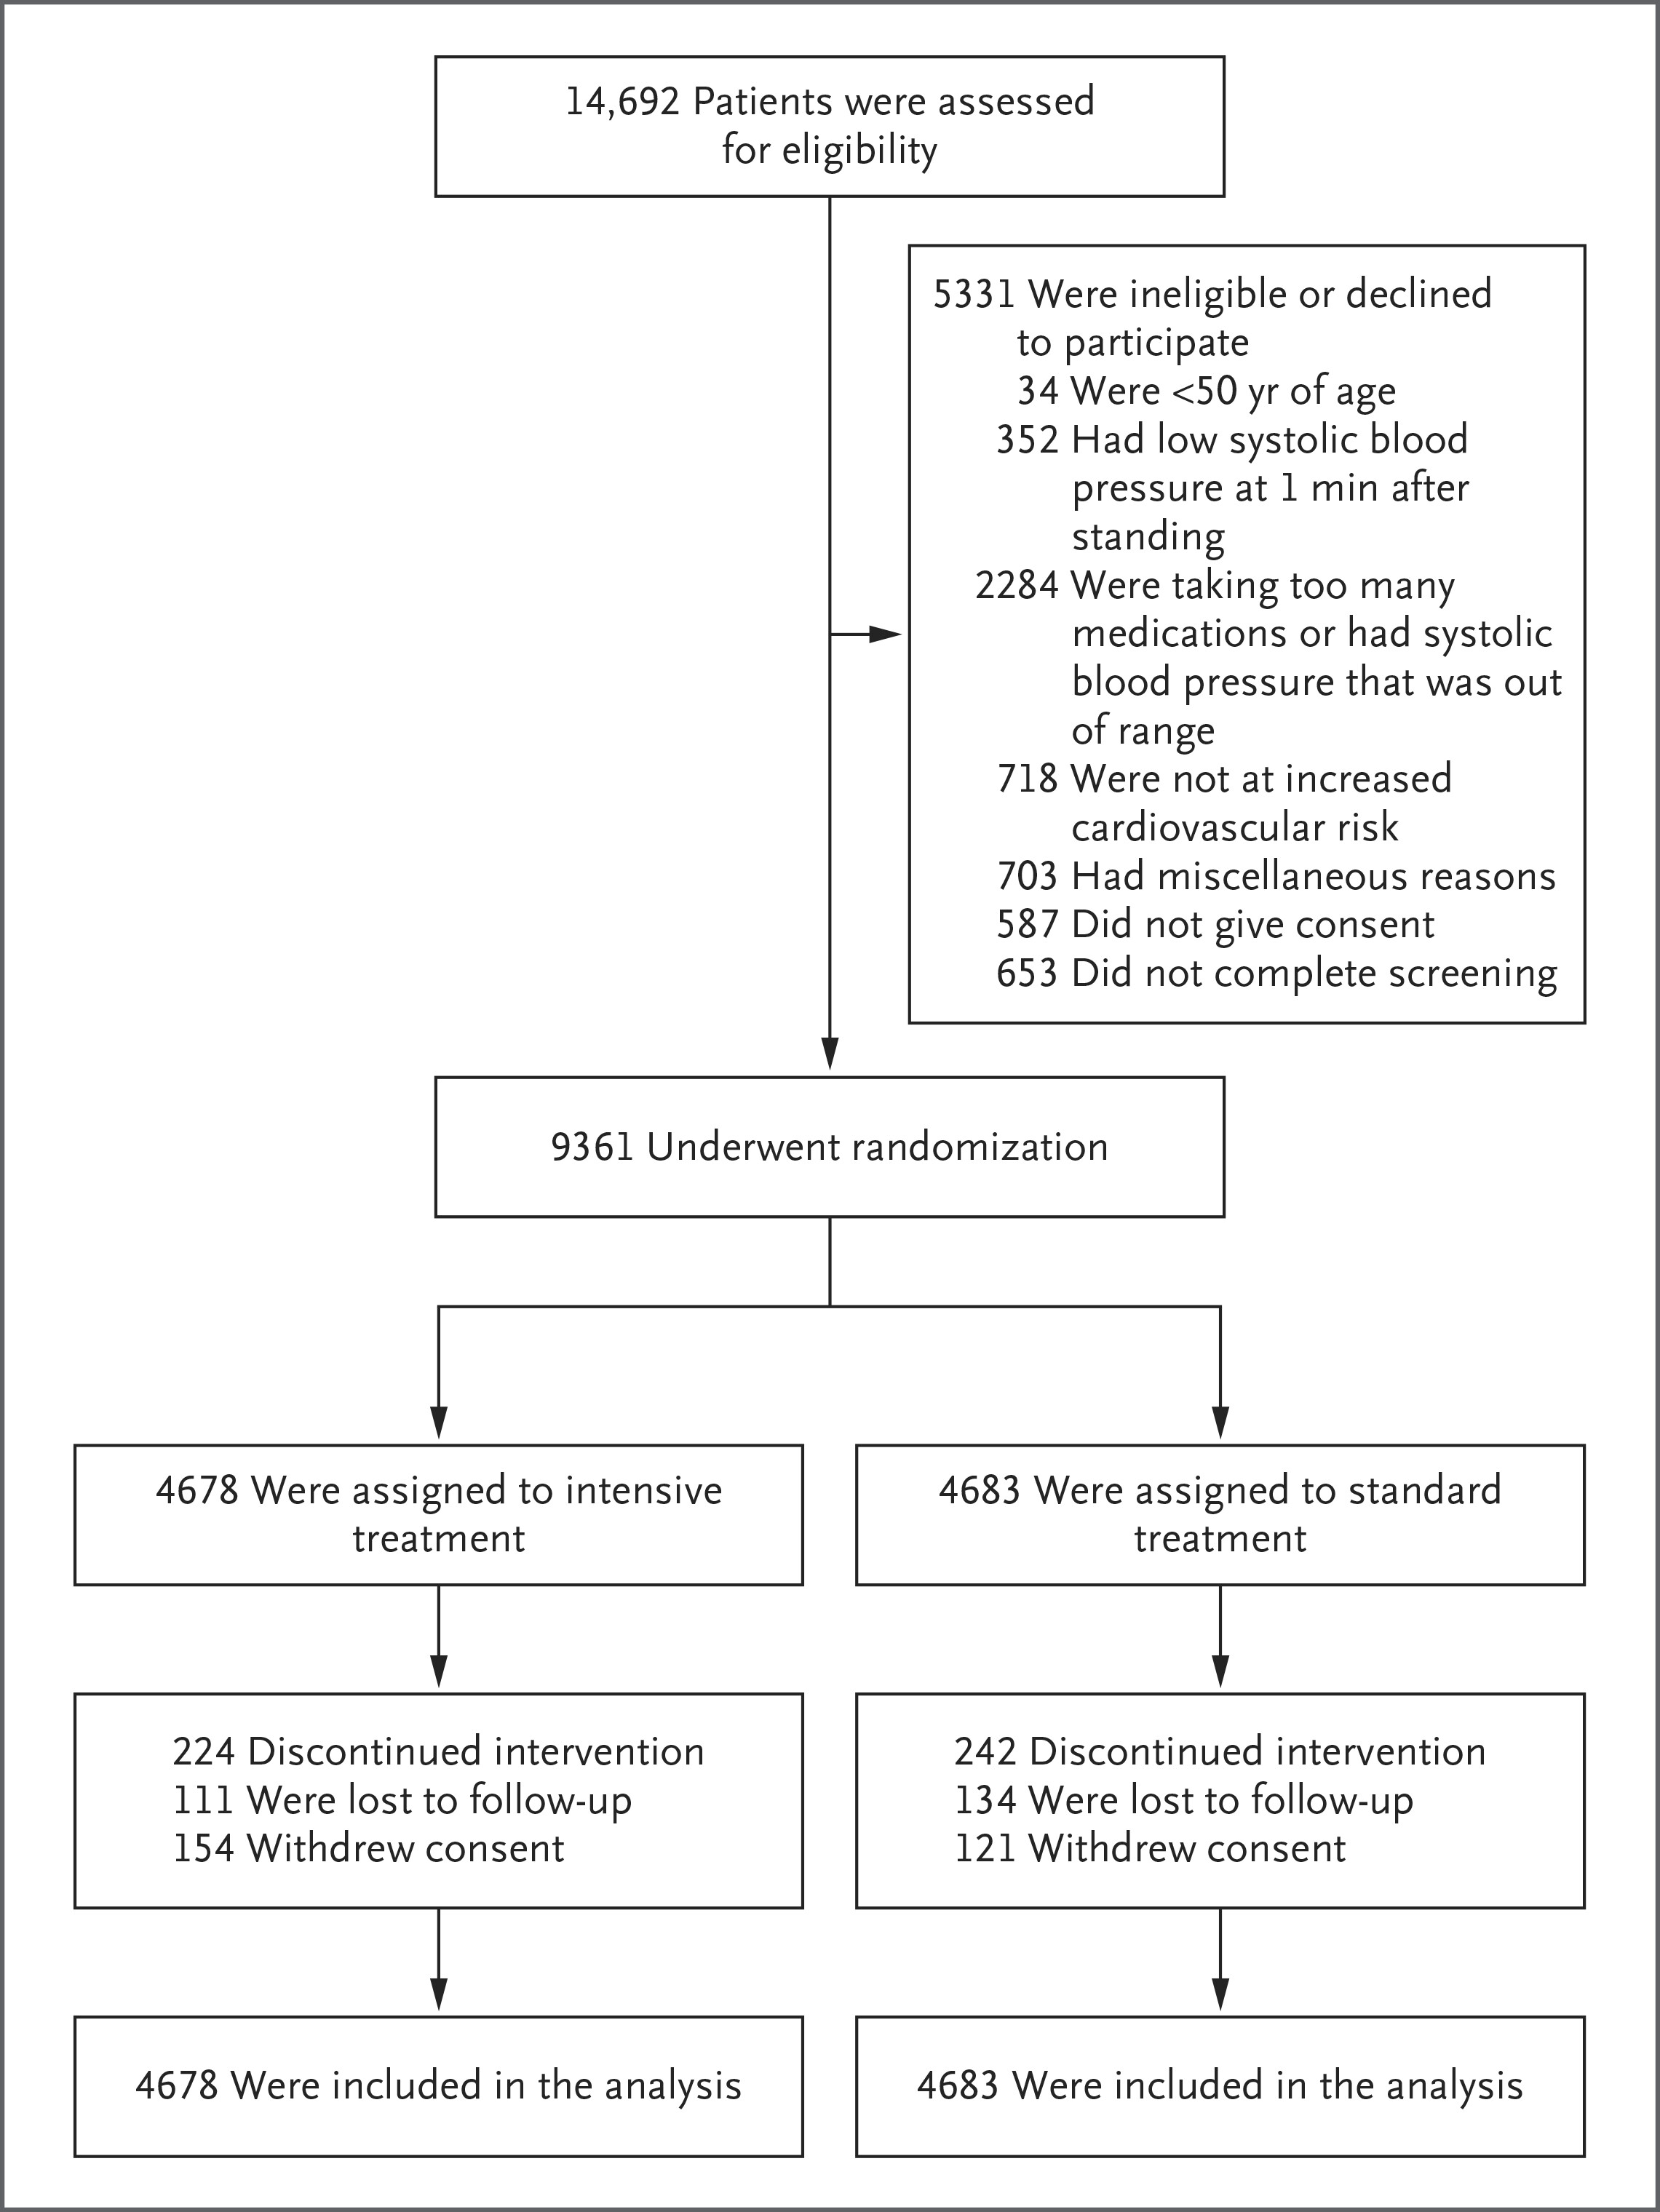 14,692 Patients were assessed
for eligibility
5331 Were ineligible or declined
to participate
34 Were <50 yr of age
352 Had low systolic blood
pressure at 1 min after
standing
2284 Were taking too many
medications or had systolic
blood pressure that was out
of range
718 Were not at increased
cardiovascular risk
703 Had miscellaneous reasons
587 Did not give consent
653 Did not complete screening
9361 Underwent randomization
4678 Were assigned to intensive
treatment
4683 Were assigned to standard
treatment
224 Discontinued intervention
111 Were lost to follow-up
154 Withdrew consent
242 Discontinued intervention
134 Were lost to follow-up
121 Withdrew consent
4678 Were included in the analysis
4683 Were included in the analysis